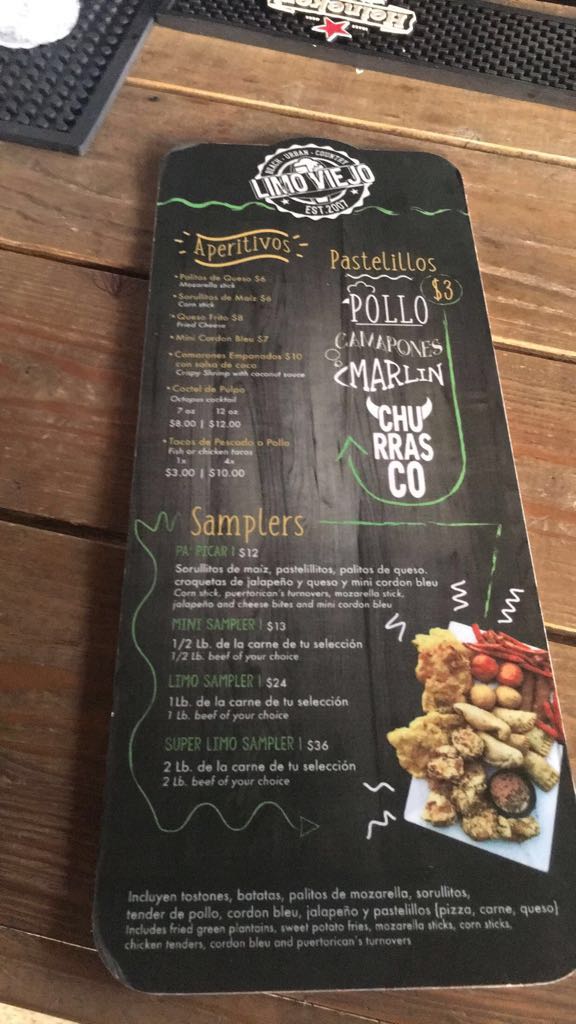 Heineken
BEACH · URBAN · COUNTRY
LIMO VIEJO
EST. 2007
Aperitivos
• Palitos de Queso $6
Mozarella stick
• Sorullitos de Maíz $6
Corn stick
• Queso Frito $8
Fried Cheese
• Mini Cordon Bleu $7
• Camarones Empanados $10
con salsa de coco
Crispy Shrimp with coconut sauce
• Coctel de Pulpo
Octopus cocktail
7 oz 12 oz
$8.00 | $12.00
• Tacos de Pescado o Pollo
Fish or chicken tacos
1x 4x
$3.00 | $10.00
Pastelillos
$3
POLLO
CAMAPONES
MARLIN
CHU
RRAS
CO
Samplers
PA' PICAR | $12
Sorullitos de maíz, pastelillitos, palitos de queso.
croquetas de jalapeño y queso y mini cordon bleu
Corn stick, puertorican's turnovers, mozarella stick,
jalapeño and cheese bites and mini cordon bleu
MINI SAMPLER | $13
1/2 Lb. de la carne de tu selección
1/2 Lb. beef of your choice
LIMO SAMPLER | $24
1Lb. de la carne de tu selección
1 Lb. beef of your choice
SUPER LIMO SAMPLER | $36
2 Lb. de la carne de tu selección
2 Lb. beef of your choice
Incluyen tostones, batatas, palitos de mozarella, sorullitos,
tender de pollo, cordon bleu, jalapeño y pastelillos (pizza, carne, queso)
Includes fried green plantains, sweet potato fries, mozarella sticks, corn sticks,
chicken tenders, cordon bleu and puertorican's turnovers